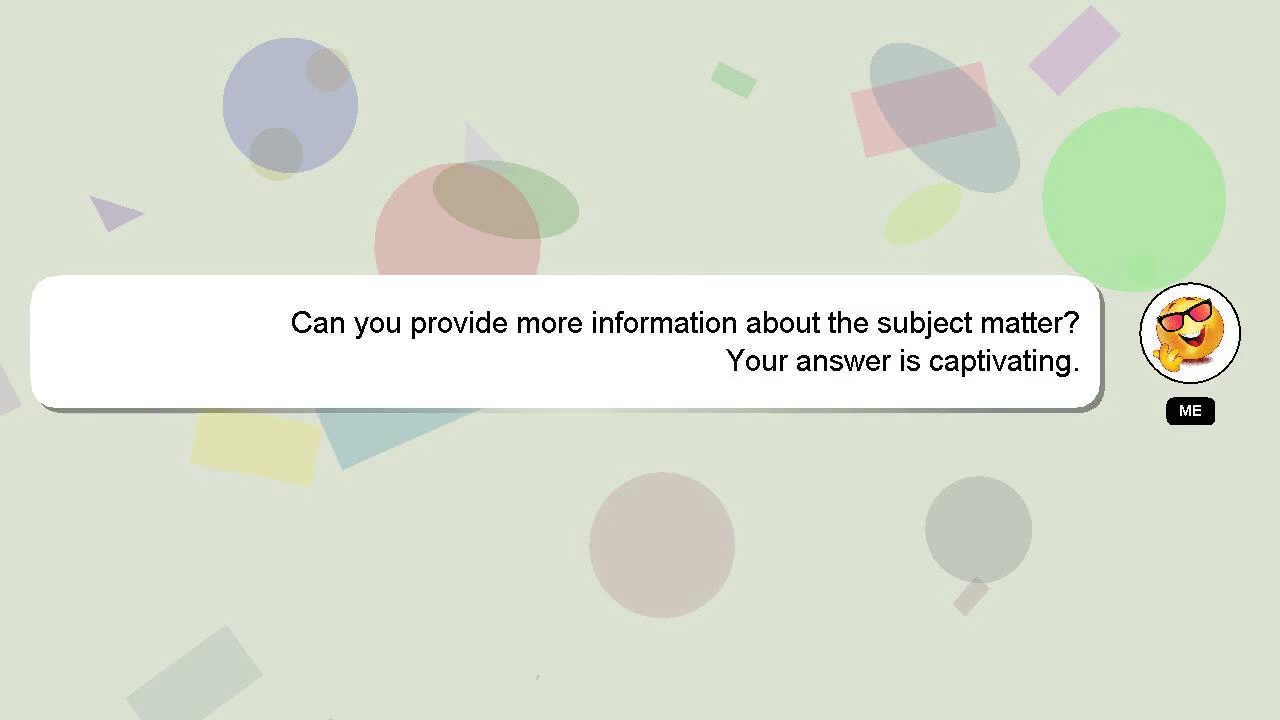 Can you provide more information about the subject matter?
Your answer is captivating.
ME